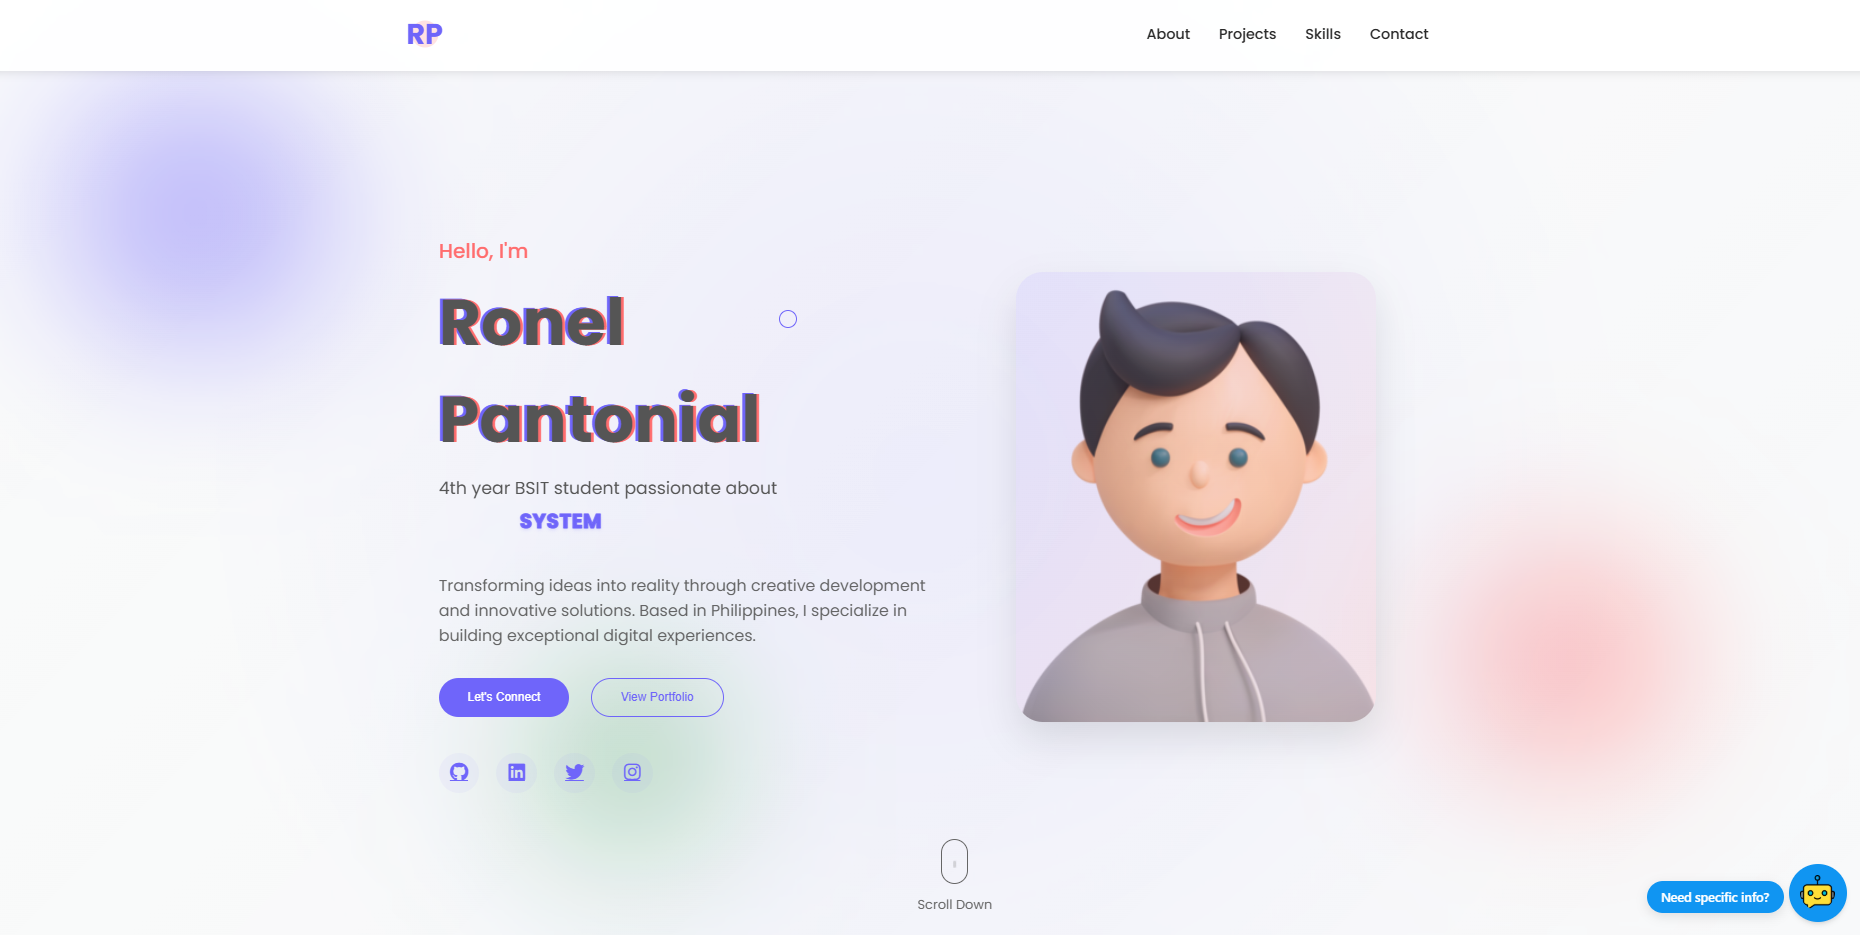 RP
About
Projects
Skills
Contact
Hello, I'm
Ronel
Pantonial
4th year BSIT student passionate about
SYSTEM
Transforming ideas into reality through creative development
and innovative solutions. Based in Philippines, I specialize in
building exceptional digital experiences.
Let's Connect
View Portfolio
in
Scroll Down
Need specific info?